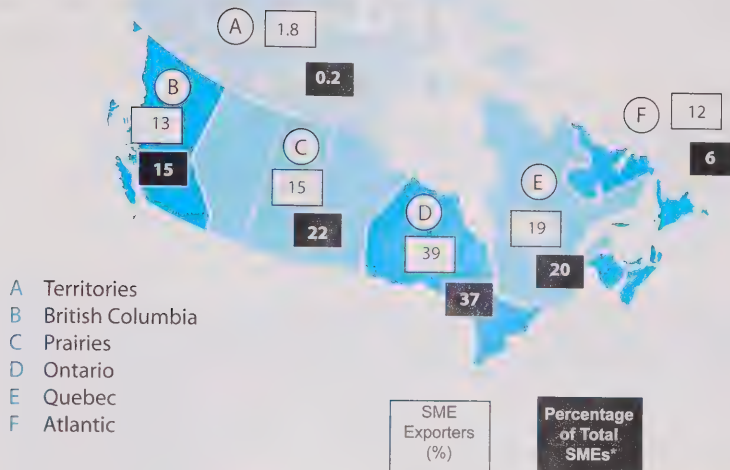 A 1.8
0.2
B
13
15
C
15
22
D
39
37
E
19
20
F 12
6
A Territories
B British Columbia
C Prairies
D Ontario
E Quebec
F Atlantic
SME
Exporters
(%)
Percentage
of Total
SMEs*